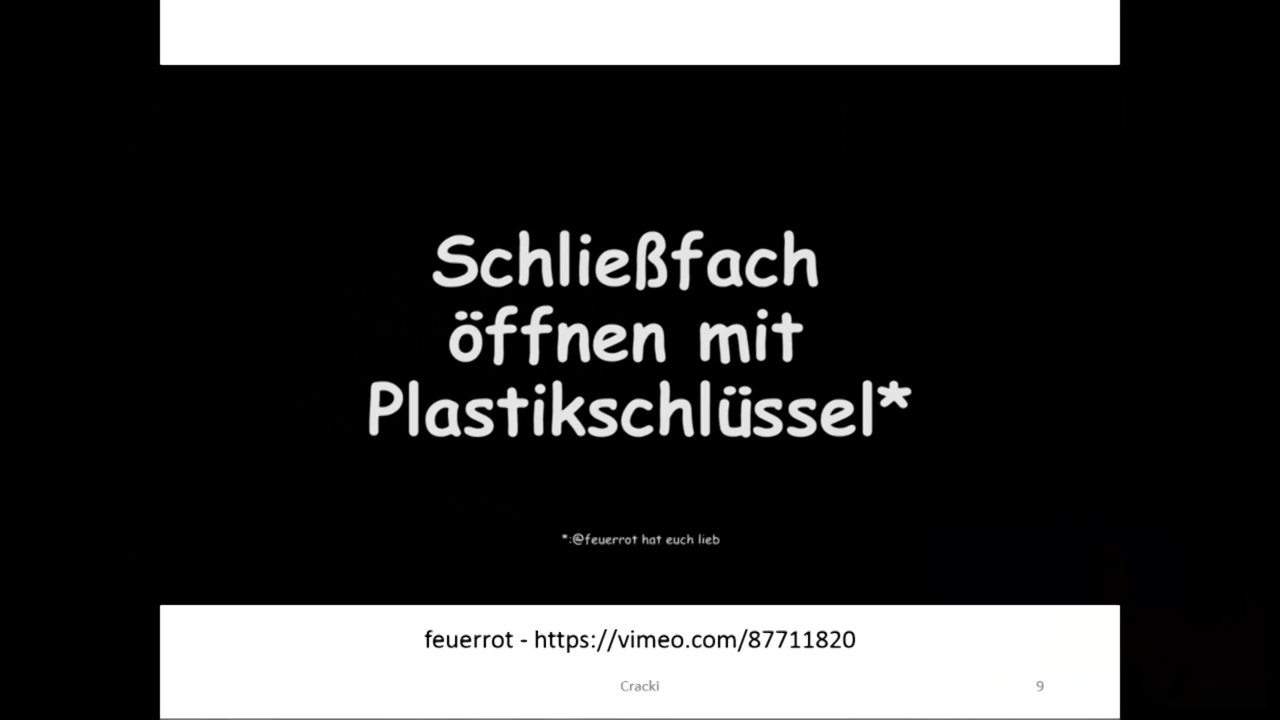 Schließfach
öffnen mit
Plastikschlüssel*
*:@feuerrot hat euch lieb
feuerrot - https://vimeo.com/87711820
Cracki
9